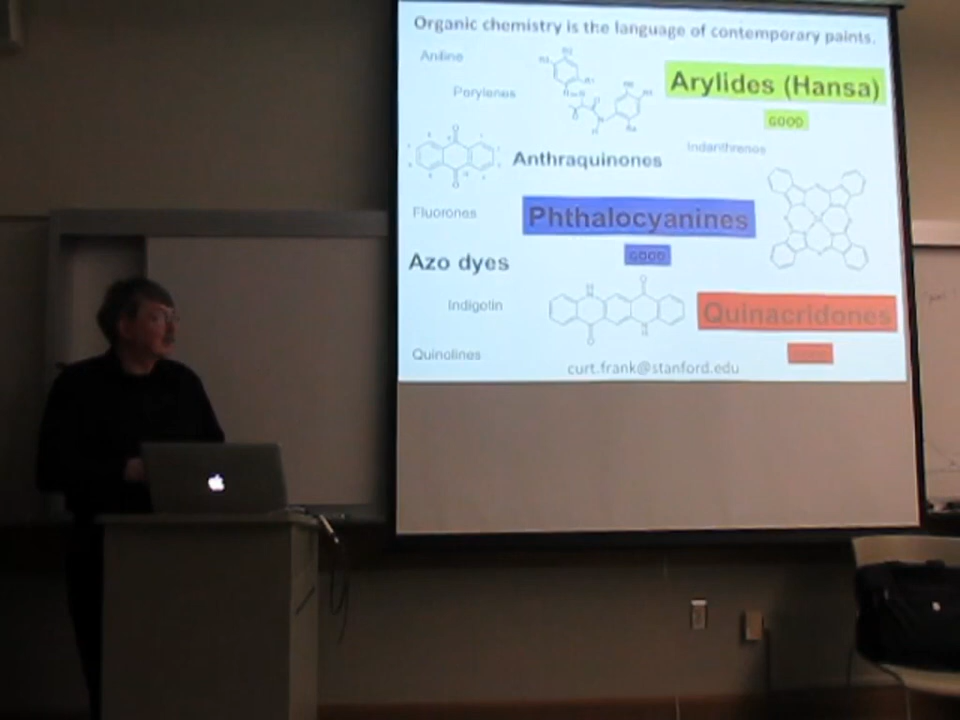 Organic chemistry is the language of contemporary paints.
Aniline
Perylenes
Arylides (Hansa)
GOOD
Anthraquinones
Indanthrenes
Fluorones
Phthalocyanines
GOOD
Azo dyes
Indigotin
Quinacridones
Quinolines
curt.frank@stanford.edu